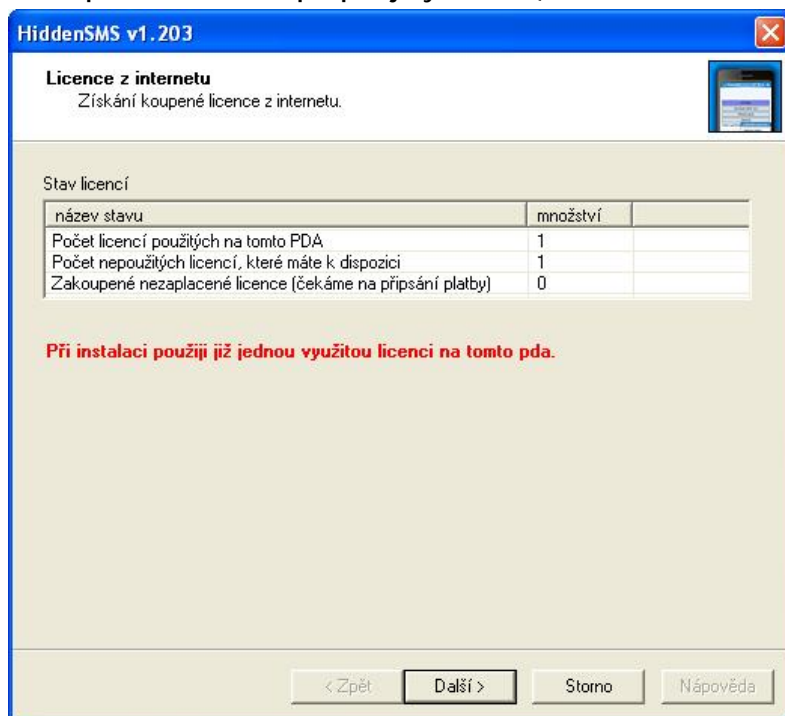 HiddenSMS v1.203
Licence z internetu
Získání koupené licence z internetu.
Stav licencí
název stavu množství
Počet licencí použitých na tomto PDA 1
Počet nepoužitých licencí, které máte k dispozici 1
Zakoupené nezaplacené licence (čekáme na připsání platby) 0
Při instalaci použiji již jednou využitou licenci na tomto pda.
< Zpět Další > Storno Nápověda